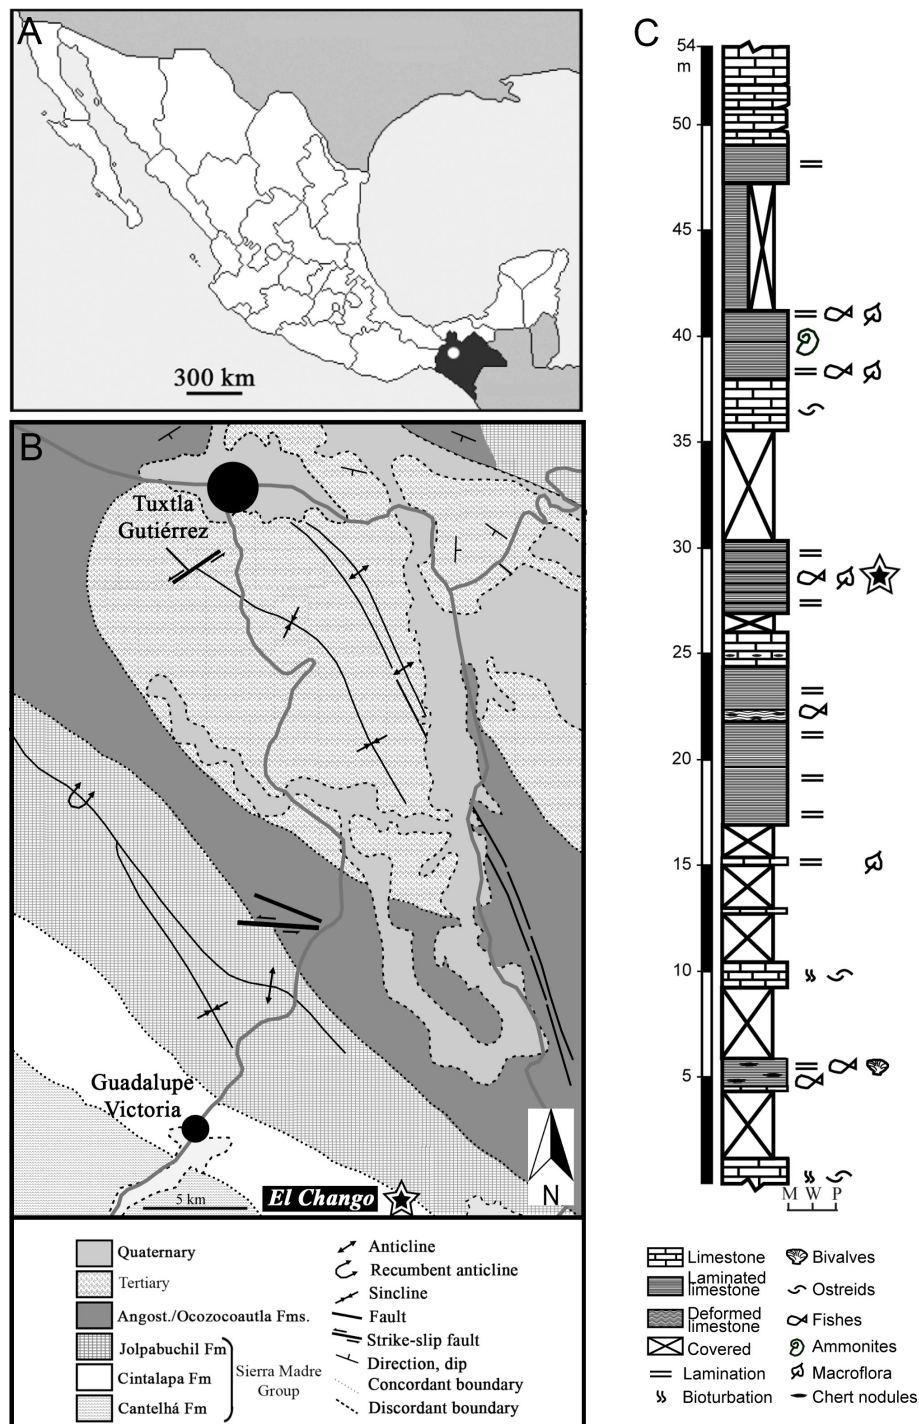 A
300 km
B
Tuxtla
Gutiérrez
Guadalupe
Victoria
5 km
El Chango
N
Quaternary
Tertiary
Angost./Ocozocoautla Fms.
Jolpabuchil Fm
Cintalapa Fm
Cantelhá Fm
Sierra Madre
Group
Anticline
Recumbent anticline
Sincline
Fault
Strike-slip fault
Direction, dip
Concordant boundary
Discordant boundary
C
54
m
50
45
40
35
30
25
20
15
10
5
M W P
Limestone
Laminated
limestone
Deformed
limestone
Covered
Lamination
Bioturbation
Bivalves
Ostreids
Fishes
Ammonites
Macroflora
Chert nodules